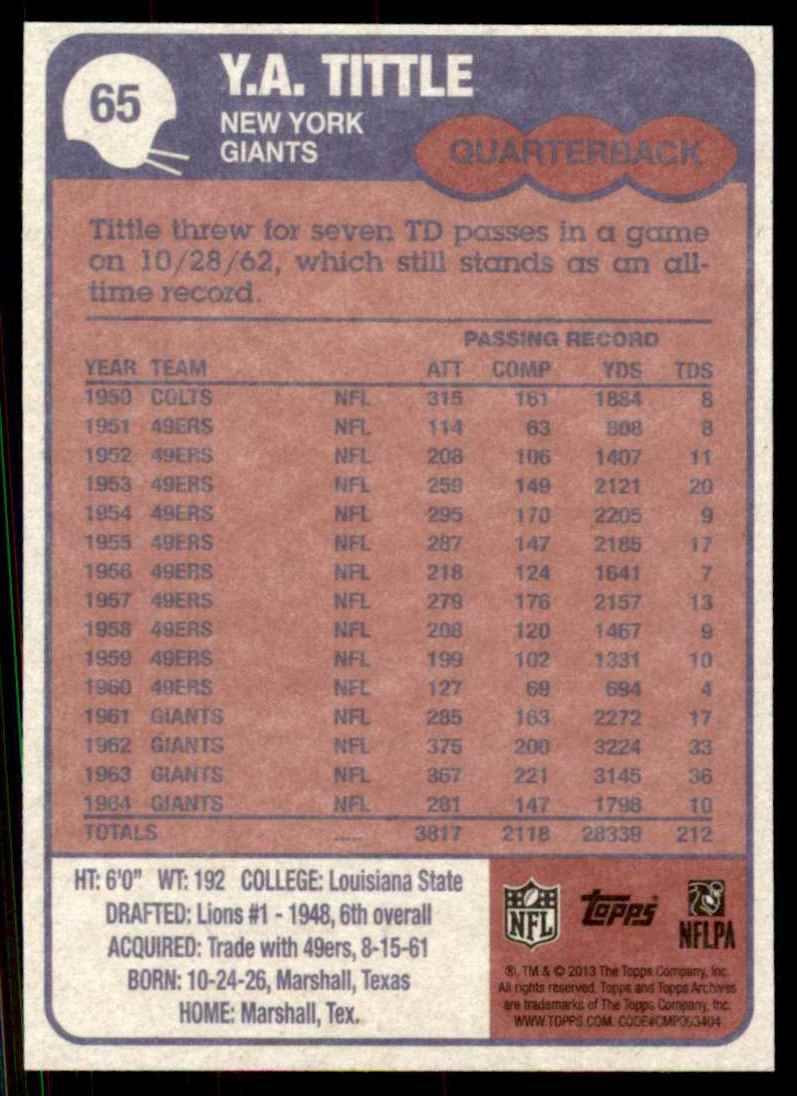 65
Y.A. TITTLE
NEW YORK
GIANTS
QUARTERBACK
Tittle threw for seven TD passes in a game
on 10/28/62, which still stands as an all-
time record.
PASSING RECORD
YEAR TEAM ATT COMP YDS TDS
1950 COLTS NFL 315 161 1884 8
1951 49ERS NFL 114 63 808 8
1952 49ERS NFL 208 106 1407 11
1953 49ERS NFL 259 149 2121 20
1954 49ERS NFL 295 170 2205 9
1955 49ERS NFL 287 147 2185 17
1956 49ERS NFL 218 124 1641 7
1957 49ERS NFL 279 176 2157 13
1958 49ERS NFL 208 120 1467 9
1959 49ERS NFL 199 102 1331 10
1960 49ERS NFL 127 69 694 4
1961 GIANTS NFL 285 163 2272 17
1962 GIANTS NFL 375 200 3224 33
1963 GIANTS NFL 367 221 3145 36
1964 GIANTS NFL 281 147 1798 10
TOTALS ..... 3817 2118 28339 212
HT: 6'0" WT: 192 COLLEGE: Louisiana State
DRAFTED: Lions #1 - 1948, 6th overall
ACQUIRED: Trade with 49ers, 8-15-61
BORN: 10-24-26, Marshall, Texas
HOME: Marshall, Tex.
NFL Topps NFLPA
®, TM & © 2013 The Topps Company, Inc.
All rights reserved. Topps and Topps Archives
are trademarks of The Topps Company, Inc.
WWW.TOPPS.COM.